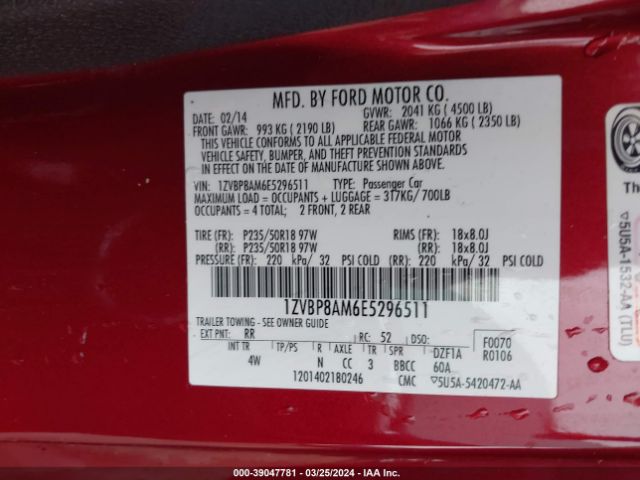 MFD. BY FORD MOTOR CO.
DATE: 02/14
GVWR: 2041 KG ( 4500 LB)
FRONT GAWR: 993 KG ( 2190 LB)
REAR GAWR: 1066 KG ( 2350 LB)
THIS VEHICLE CONFORMS TO ALL APPLICABLE FEDERAL MOTOR
VEHICLE SAFETY, BUMPER, AND THEFT PREVENTION STANDARDS
IN EFFECT ON THE DATE OF MANUFACTURE SHOWN ABOVE.
VIN: 1ZVBP8AM6E5296511 TYPE: Passenger Car
MAXIMUM LOAD = OCCUPANTS + LUGGAGE = 317KG/ 700LB
OCCUPANTS = 4 TOTAL; 2 FRONT, 2 REAR
TIRE (FR): P235/50R18 97W RIMS (FR): 18x8.0J
(RR): P235/50R18 97W (RR): 18x8.0J
PRESSURE (FR): 220 kPa/ 32 PSI COLD (RR): 220 kPa/ 32 PSI COLD
1ZVBP8AM6E5296511
TRAILER TOWING - SEE OWNER GUIDE
EXT PNT: RR RC: 52 DSO: F0070
INT TR TP/PS R AXLE TR SPR DZF1A R0106
4W N CC 3 BBCC 60A
1201402180246 CMC ▽5U5A-5420472-AA
Th
▽5U5A-1532-AA (TLU)
© IAA
# STOCK: 39047781 / 03/25/2024 / IAA